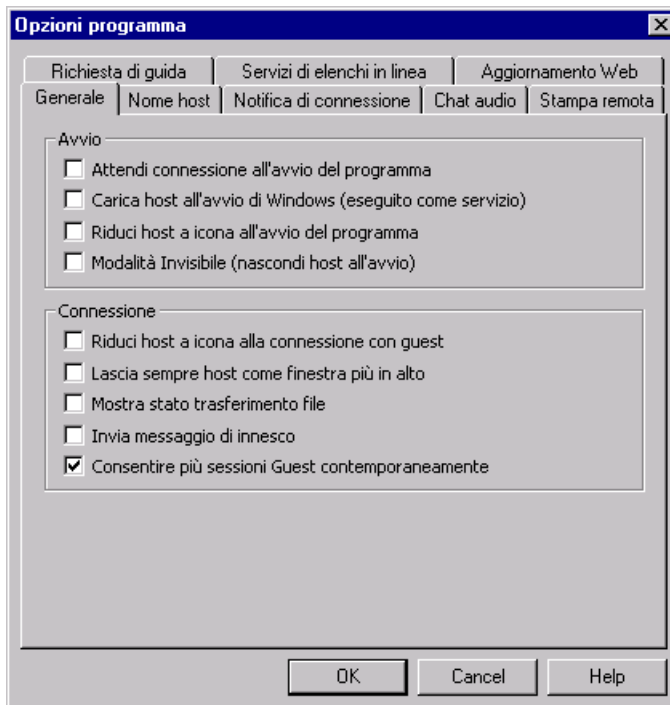 Opzioni programma
Richiesta di guida Servizi di elenchi in linea Aggiornamento Web
Generale Nome host Notifica di connessione Chat audio Stampa remota
Avvio
Attendi connessione all'avvio del programma
Carica host all'avvio di Windows (eseguito come servizio)
Riduci host a icona all'avvio del programma
Modalità Invisibile (nascondi host all'avvio)
Connessione
Riduci host a icona alla connessione con guest
Lascia sempre host come finestra più in alto
Mostra stato trasferimento file
Invia messaggio di innesco
Consentire più sessioni Guest contemporaneamente
OK Cancel Help